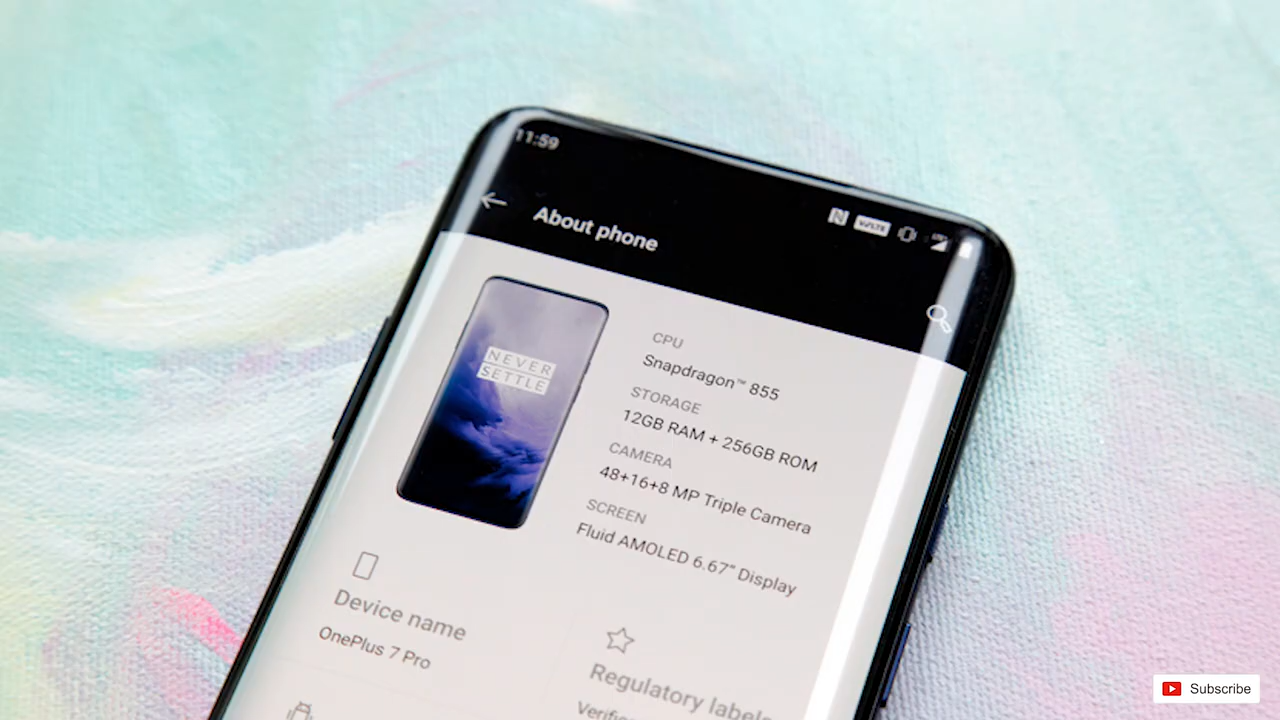 11:59
VoLTE
About phone
NEVER
SETTLE
CPU
Snapdragon™ 855
STORAGE
12GB RAM + 256GB ROM
CAMERA
48+16+8 MP Triple Camera
SCREEN
Fluid AMOLED 6.67" Display
Device name
OnePlus 7 Pro
Regulatory labels
Subscribe